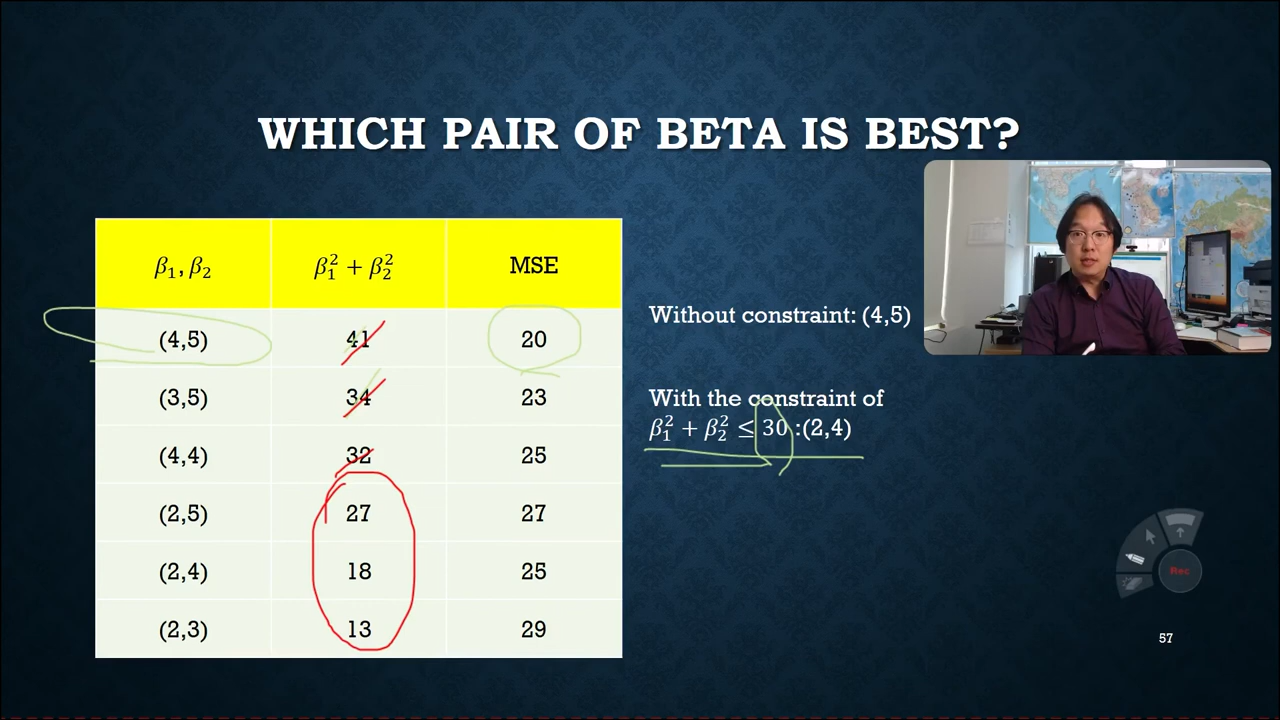 WHICH PAIR OF BETA IS BEST?
β₁, β₂ β₁² + β₂² MSE
(4,5) 41 20
(3,5) 34 23
(4,4) 32 25
(2,5) 27 27
(2,4) 18 25
(2,3) 13 29
Without constraint: (4,5)
With the constraint of
β₁² + β₂² ≤ 30 :(2,4)
Rec
57